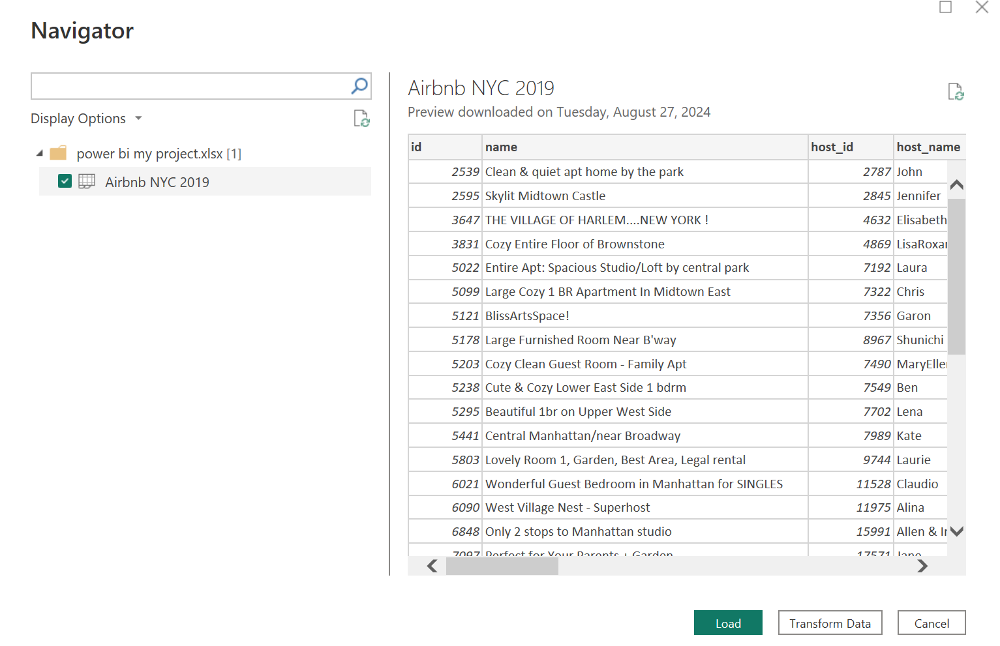 Navigator
Display Options
power bi my project.xlsx [1]
Airbnb NYC 2019
Airbnb NYC 2019
Preview downloaded on Tuesday, August 27, 2024
id name host_id host_name
2539 Clean & quiet apt home by the park 2787 John
2595 Skylit Midtown Castle 2845 Jennifer
3647 THE VILLAGE OF HARLEM....NEW YORK ! 4632 Elisabeth
3831 Cozy Entire Floor of Brownstone 4869 LisaRoxan
5022 Entire Apt: Spacious Studio/Loft by central park 7192 Laura
5099 Large Cozy 1 BR Apartment In Midtown East 7322 Chris
5121 BlissArtsSpace! 7356 Garon
5178 Large Furnished Room Near B'way 8967 Shunichi
5203 Cozy Clean Guest Room - Family Apt 7490 MaryEllen
5238 Cute & Cozy Lower East Side 1 bdrm 7549 Ben
5295 Beautiful 1br on Upper West Side 7702 Lena
5441 Central Manhattan/near Broadway 7989 Kate
5803 Lovely Room 1, Garden, Best Area, Legal rental 9744 Laurie
6021 Wonderful Guest Bedroom in Manhattan for SINGLES 11528 Claudio
6090 West Village Nest - Superhost 11975 Alina
6848 Only 2 stops to Manhattan studio 15991 Allen & Ir
7097 Perfect for Your Parents + Garden 17571 Jane
Load Transform Data Cancel